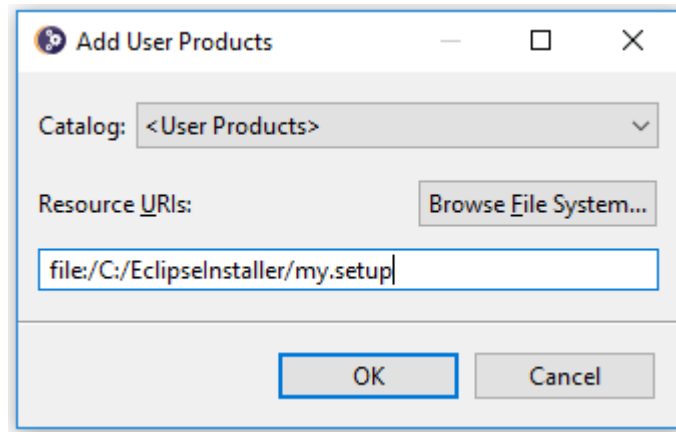 Add User Products
Catalog: <User Products>
Resource URIs: Browse File System...
file:/C:/EclipseInstaller/my.setup
OK Cancel